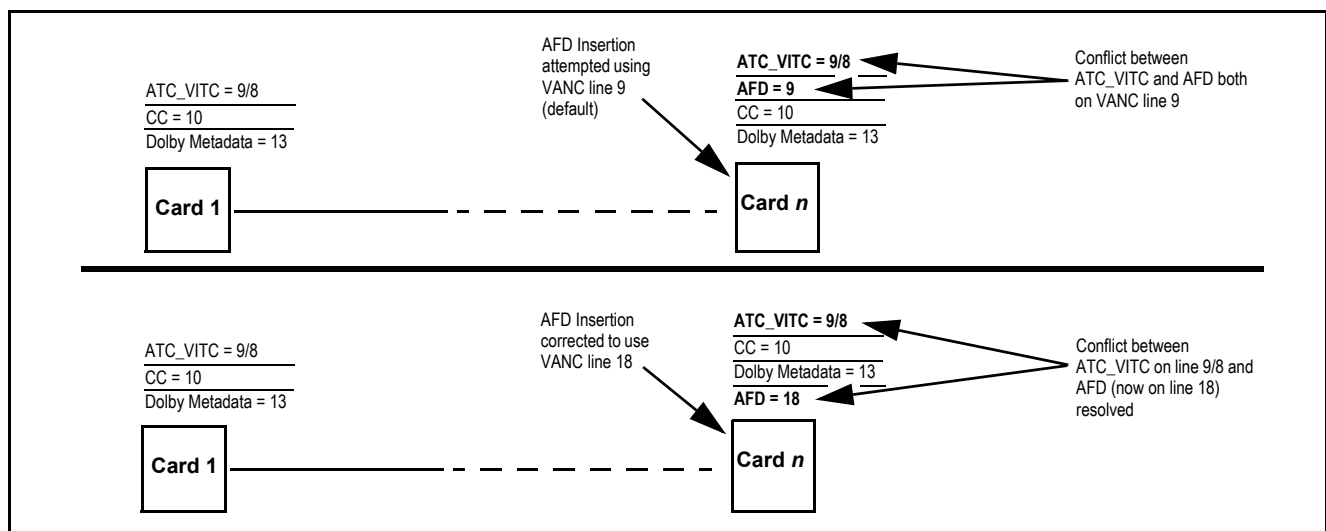 AFD Insertion
attempted using
VANC line 9
(default)
ATC_VITC = 9/8
CC = 10
Dolby Metadata = 13
Card 1
ATC_VITC = 9/8
AFD = 9
CC = 10
Dolby Metadata = 13
Card n
Conflict between
ATC_VITC and AFD both
on VANC line 9
AFD Insertion
corrected to use
VANC line 18
ATC_VITC = 9/8
CC = 10
Dolby Metadata = 13
Card 1
ATC_VITC = 9/8
CC = 10
Dolby Metadata = 13
AFD = 18
Card n
Conflict between
ATC_VITC on line 9/8 and
AFD (now on line 18)
resolved